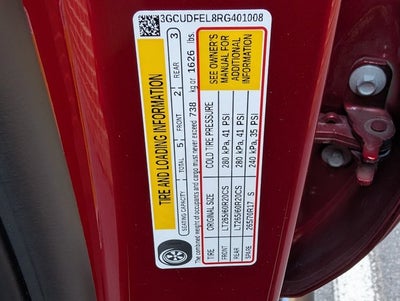 3GCUDFEL8RG401008
TIRE AND LOADING INFORMATION
SEATING CAPACITY TOTAL 5 FRONT 2 REAR 3
The combined weight of occupants and cargo must never exceed 738 kg or 1626 lbs.
TIRE ORIGINAL SIZE COLD TIRE PRESSURE
FRONT LT265/60R20CS 280 kPa, 41 PSI
REAR LT265/60R20CS 280 kPa, 41 PSI
SPARE 265/70R17 S 240 kPa, 35 PSI
SEE OWNER'S
MANUAL FOR
ADDITIONAL
INFORMATION